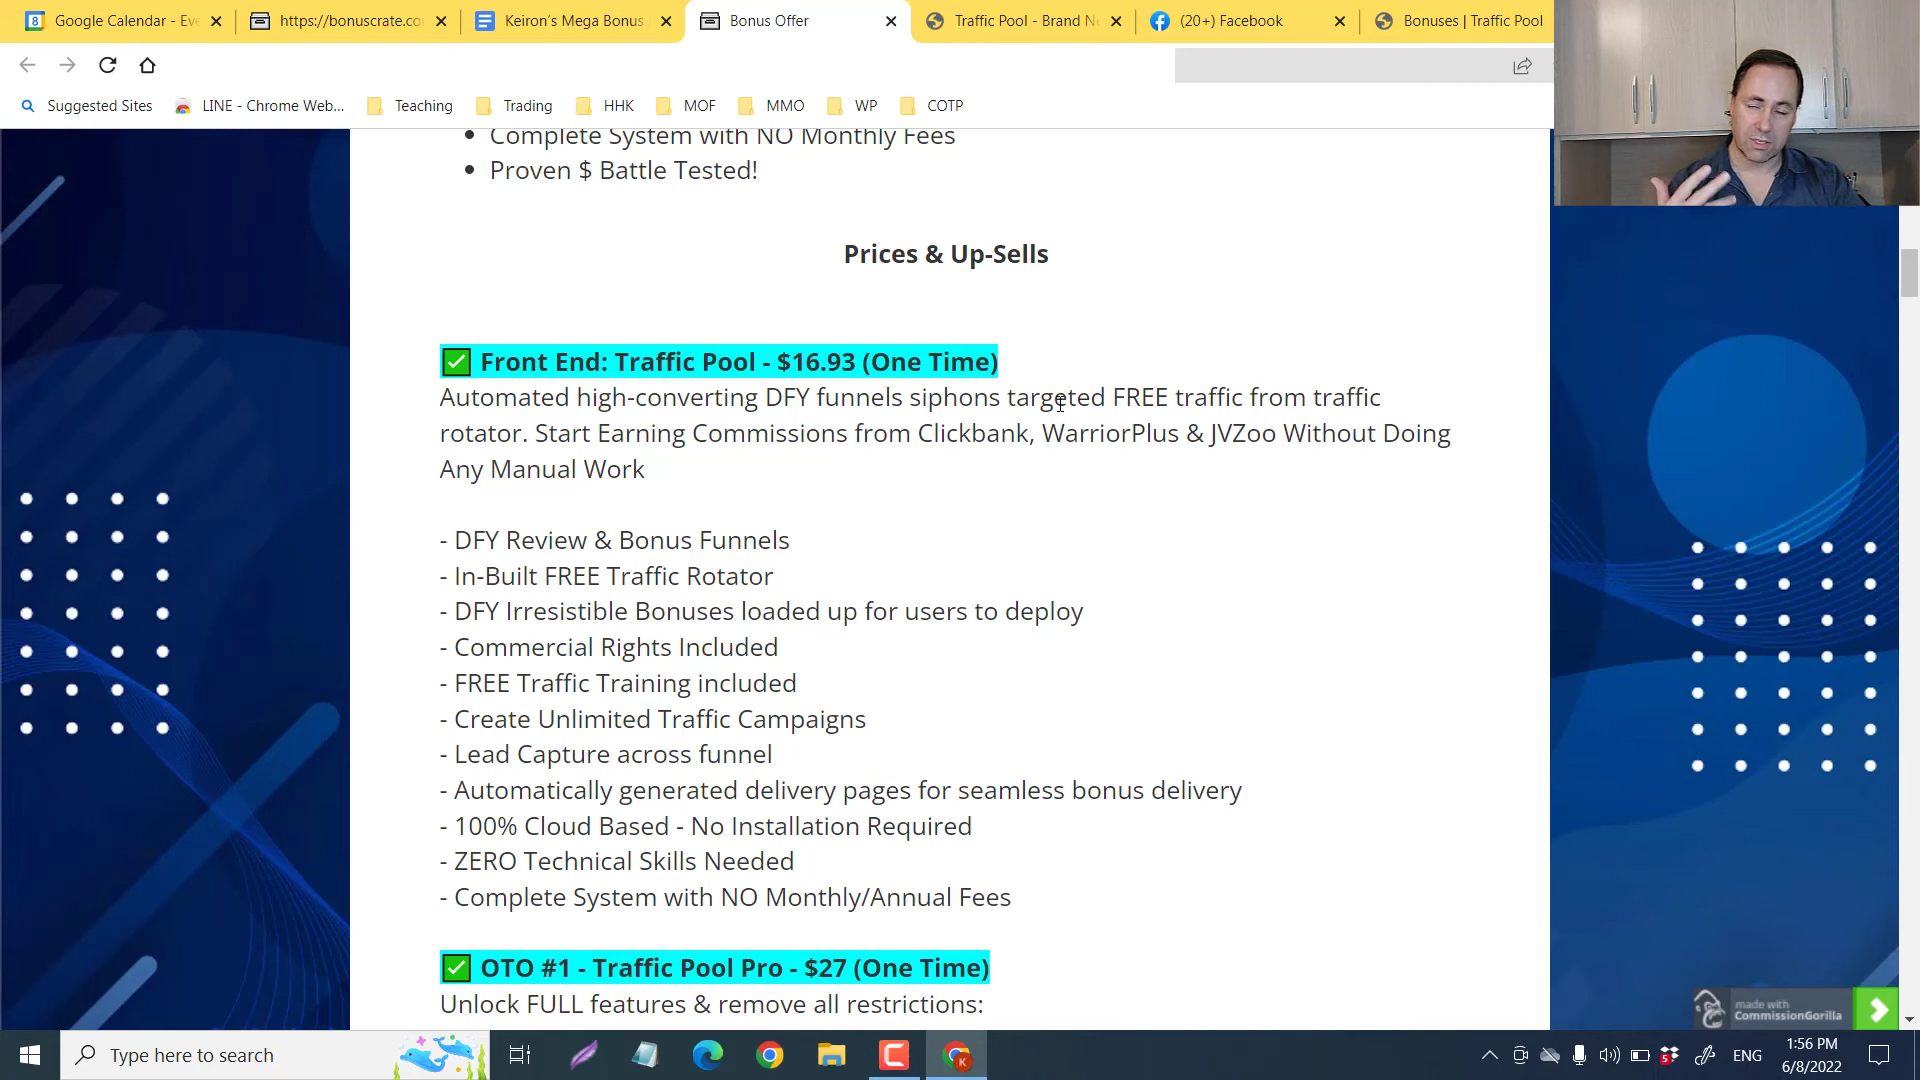 Google Calendar - Eve
https://bonuscrate.co
Keiron's Mega Bonus
Bonus Offer
Traffic Pool - Brand Ne
(20+) Facebook
Bonuses | Traffic Pool
Suggested Sites
LINE - Chrome Web...
Teaching
Trading
HHK
MOF
MMO
WP
COTP
Complete System with NO Monthly Fees
Proven $ Battle Tested!
Prices & Up-Sells
Front End: Traffic Pool - $16.93 (One Time)
Automated high-converting DFY funnels siphons targeted FREE traffic from traffic
rotator. Start Earning Commissions from Clickbank, WarriorPlus & JVZoo Without Doing
Any Manual Work
- DFY Review & Bonus Funnels
- In-Built FREE Traffic Rotator
- DFY Irresistible Bonuses loaded up for users to deploy
- Commercial Rights Included
- FREE Traffic Training included
- Create Unlimited Traffic Campaigns
- Lead Capture across funnel
- Automatically generated delivery pages for seamless bonus delivery
- 100% Cloud Based - No Installation Required
- ZERO Technical Skills Needed
- Complete System with NO Monthly/Annual Fees
OTO #1 - Traffic Pool Pro - $27 (One Time)
Unlock FULL features & remove all restrictions:
made with
CommissionGorilla
Type here to search
ENG
1:56 PM
6/8/2022